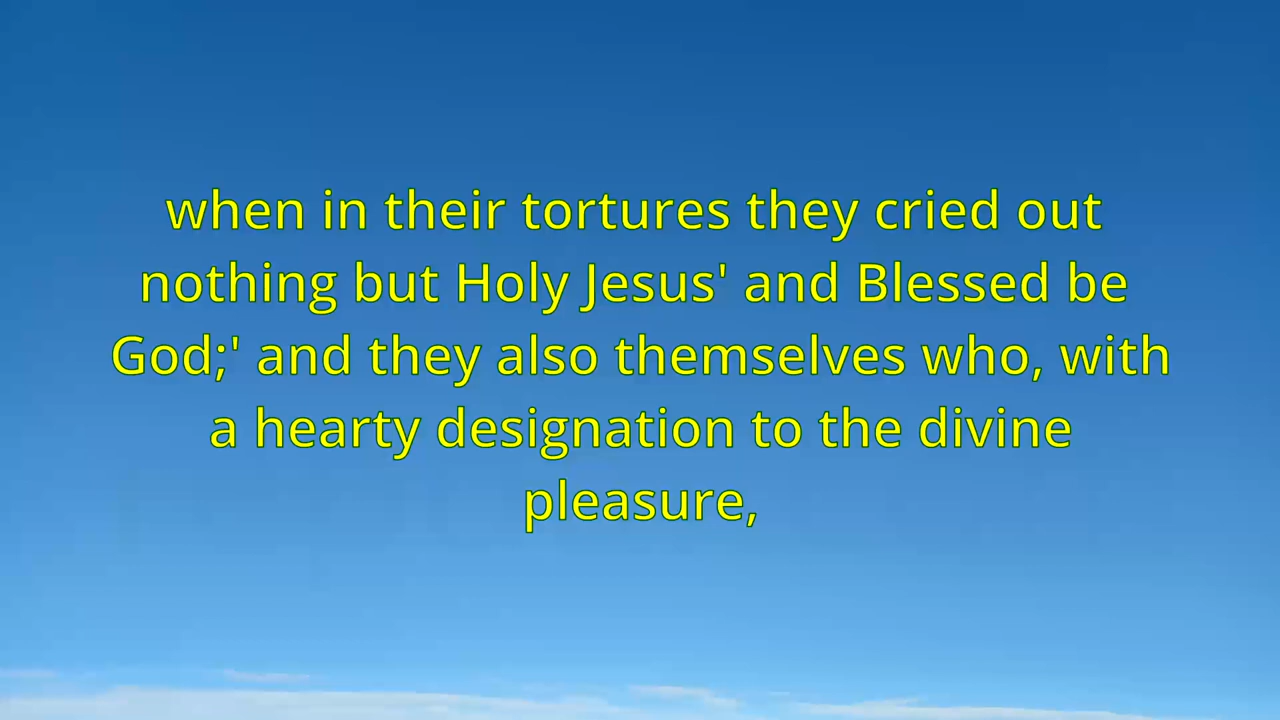 when in their tortures they cried out
nothing but Holy Jesus' and Blessed be
God;' and they also themselves who, with
a hearty designation to the divine
pleasure,